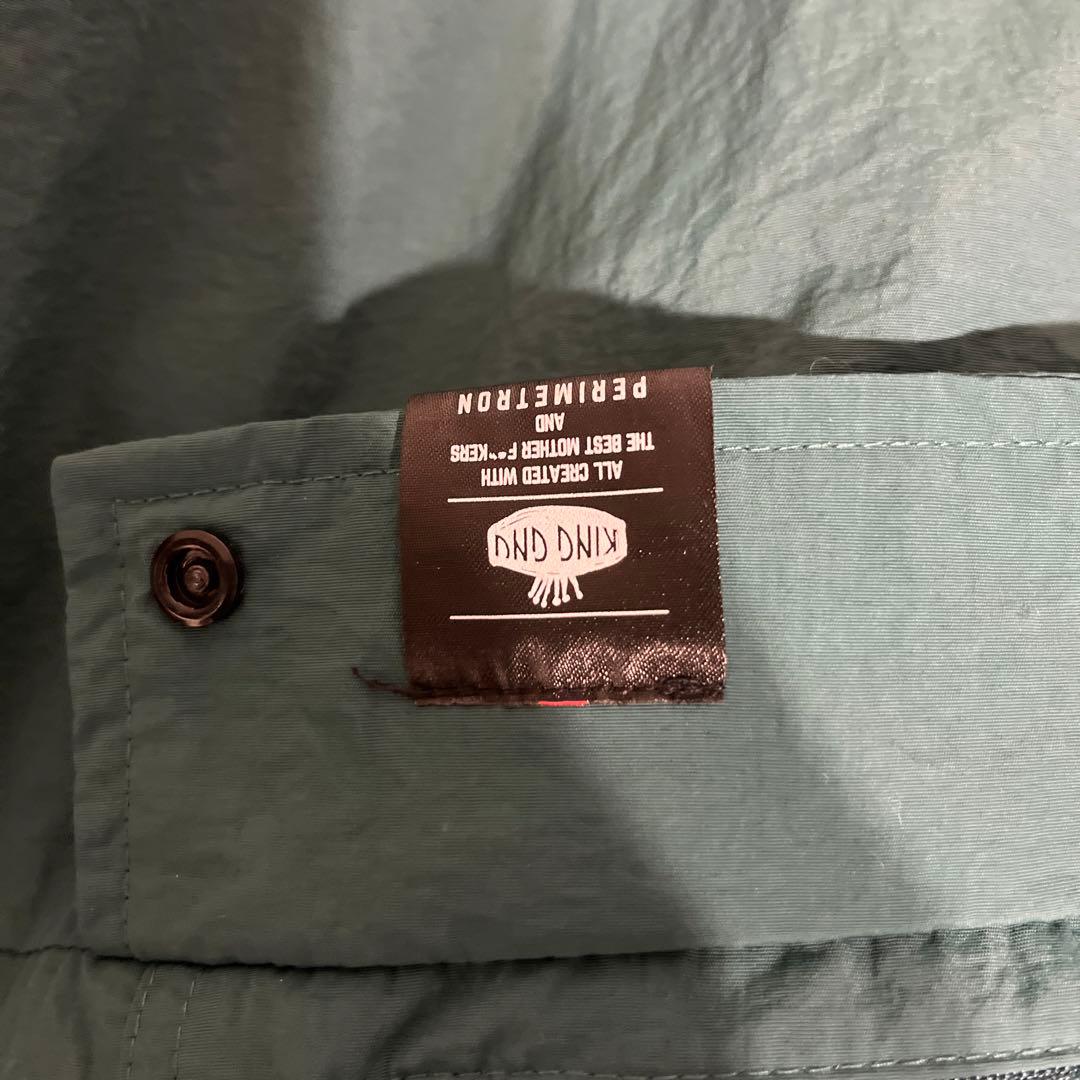 KING GNU
ALL CREATED WITH
THE BEST MOTHER F**KERS
AND
PERIMETRON